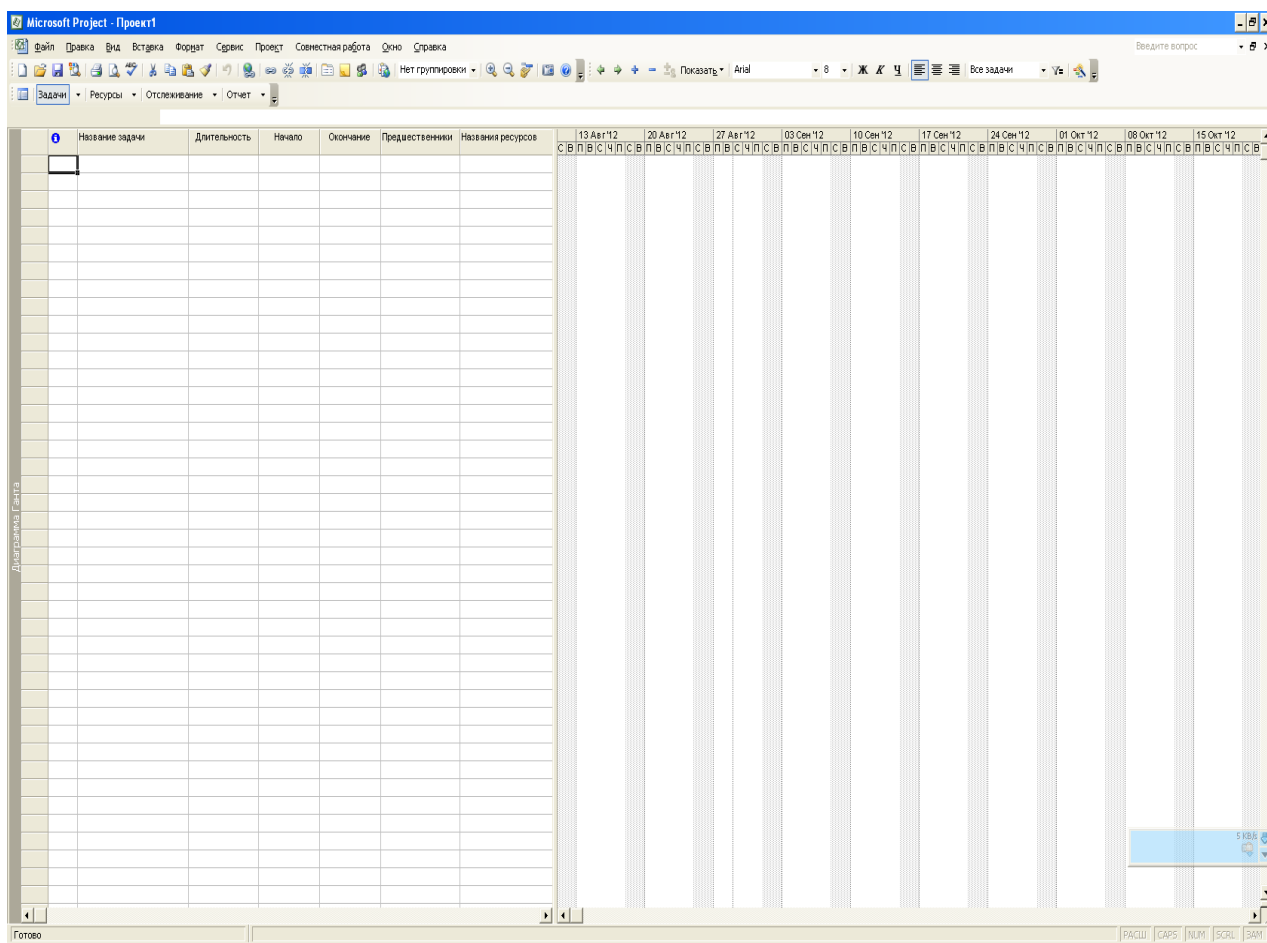 Microsoft Project - Проект1
Файл Правка Вид Вставка Формат Сервис Проект Совместная работа Окно Справка Введите вопрос
Нет группировки Показать Arial 8 Ж К Ч Все задачи
Задачи Ресурсы Отслеживание Отчет
Название задачи Длительность Начало Окончание Предшественники Названия ресурсов
13 Авг '12 20 Авг '12 27 Авг '12 03 Сен '12 10 Сен '12 17 Сен '12 24 Сен '12 01 Окт '12 08 Окт '12 15 Окт '12
С В П В С Ч П С В П В С Ч П С В П В С Ч П С В П В С Ч П С В П В С Ч П С В П В С Ч П С В П В С Ч П С В П В С Ч П С В П В С Ч П С В П В С Ч П С В
Диаграмма Ганта
5 KB/s
Готово РАСШ CAPS NUM SCRL ЗАМ